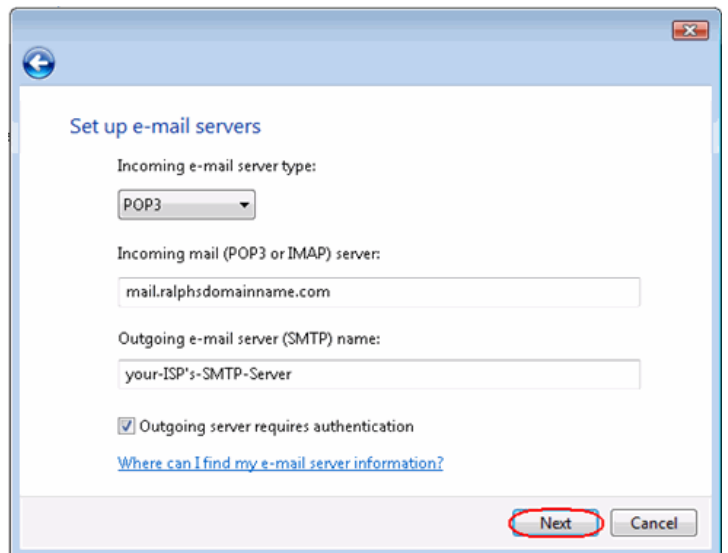 Set up e-mail servers
Incoming e-mail server type:
POP3
Incoming mail (POP3 or IMAP) server:
mail.ralphsdomainname.com
Outgoing e-mail server (SMTP) name:
your-ISP's-SMTP-Server
Outgoing server requires authentication
Where can I find my e-mail server information?
Next Cancel